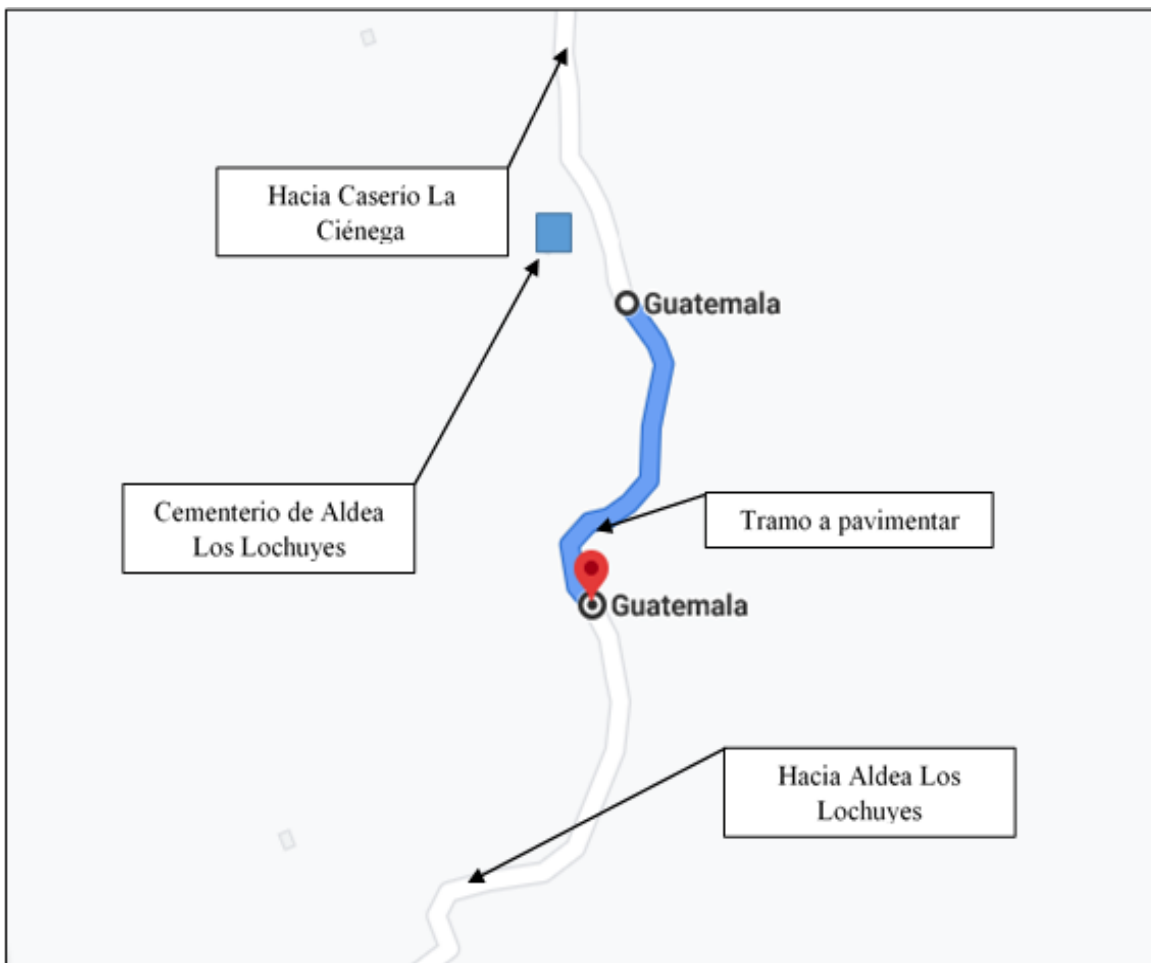 Hacia Caserío La
Ciénega
Guatemala
Cementerio de Aldea
Los Lochuyes
Tramo a pavimentar
Guatemala
Hacia Aldea Los
Lochuyes